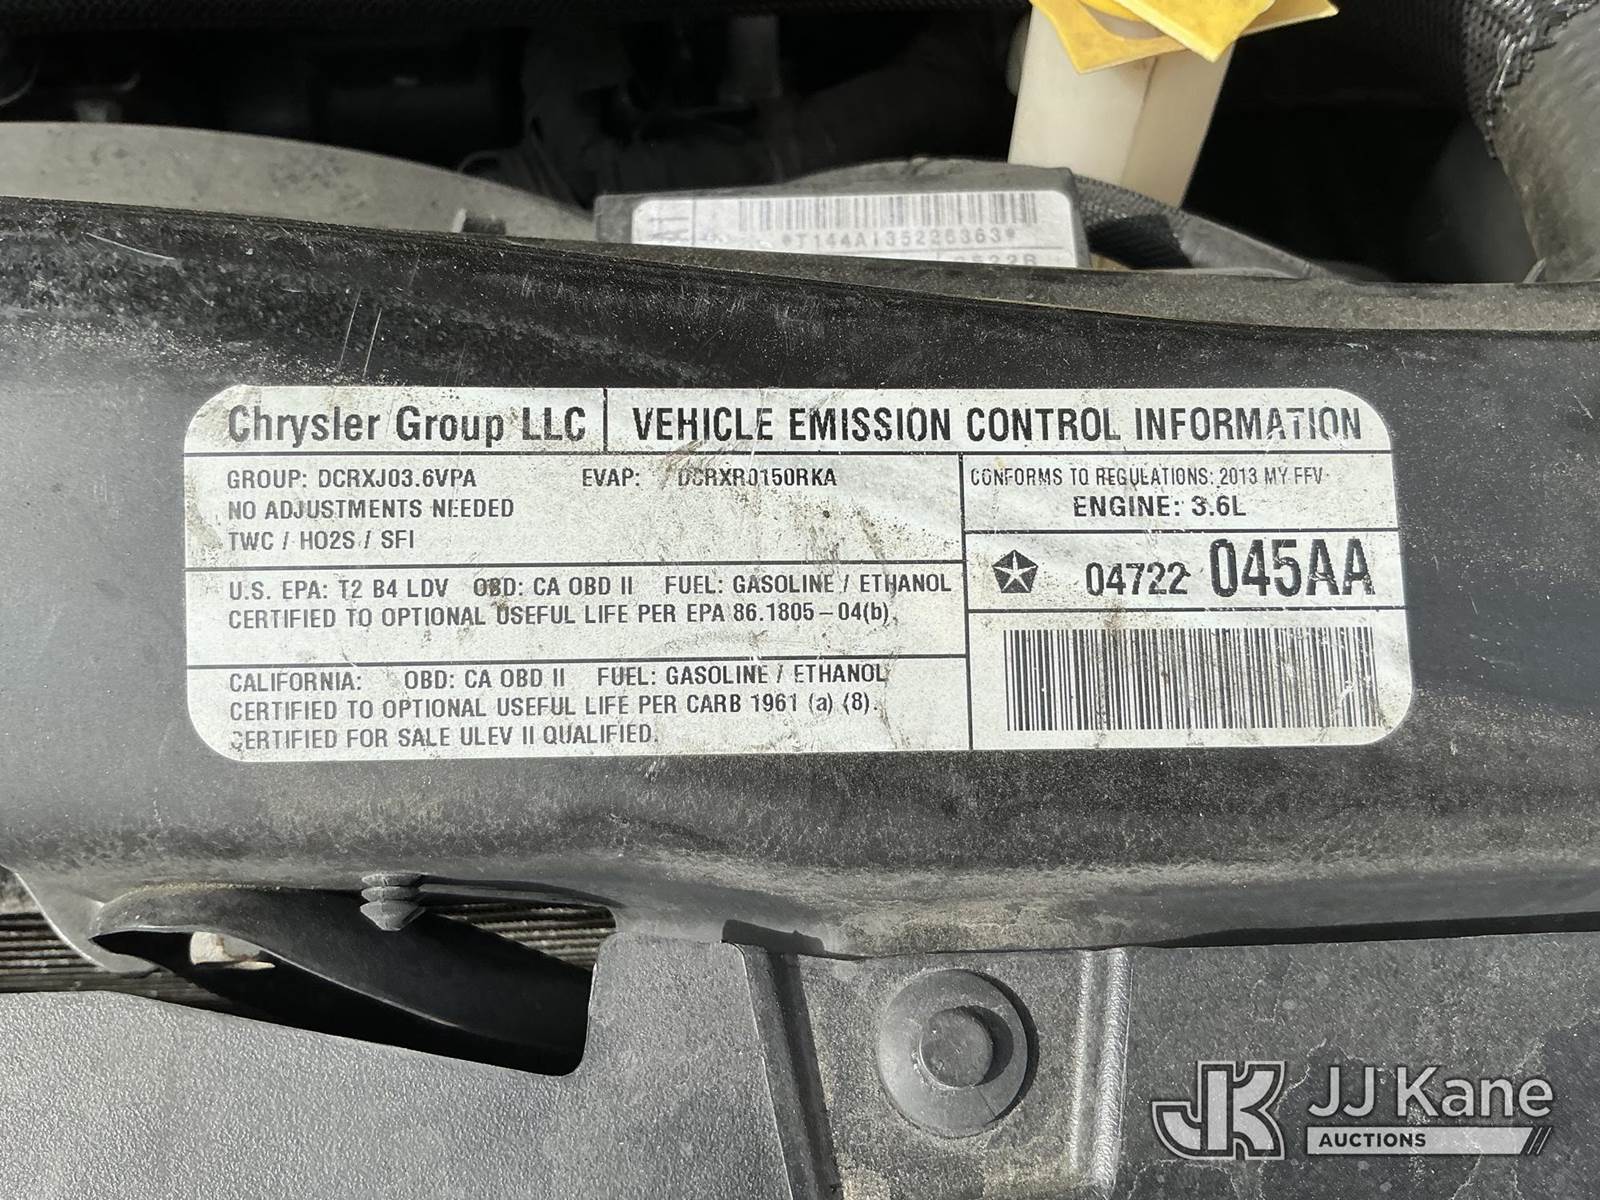 *T144A135226363*
Chrysler Group LLC VEHICLE EMISSION CONTROL INFORMATION
GROUP: DCRXJ03.6VPA EVAP: DCRXR0150RKA
NO ADJUSTMENTS NEEDED
TWC / HO2S / SFI
CONFORMS TO REGULATIONS: 2013 MY FFV
ENGINE: 3.6L
04722 045AA
U.S. EPA: T2 B4 LDV OBD: CA OBD II FUEL: GASOLINE / ETHANOL
CERTIFIED TO OPTIONAL USEFUL LIFE PER EPA 86.1805-04(b).
CALIFORNIA: OBD: CA OBD II FUEL: GASOLINE / ETHANOL
CERTIFIED TO OPTIONAL USEFUL LIFE PER CARB 1961 (a) (8).
CERTIFIED FOR SALE ULEV II QUALIFIED.
JK JJ Kane
AUCTIONS